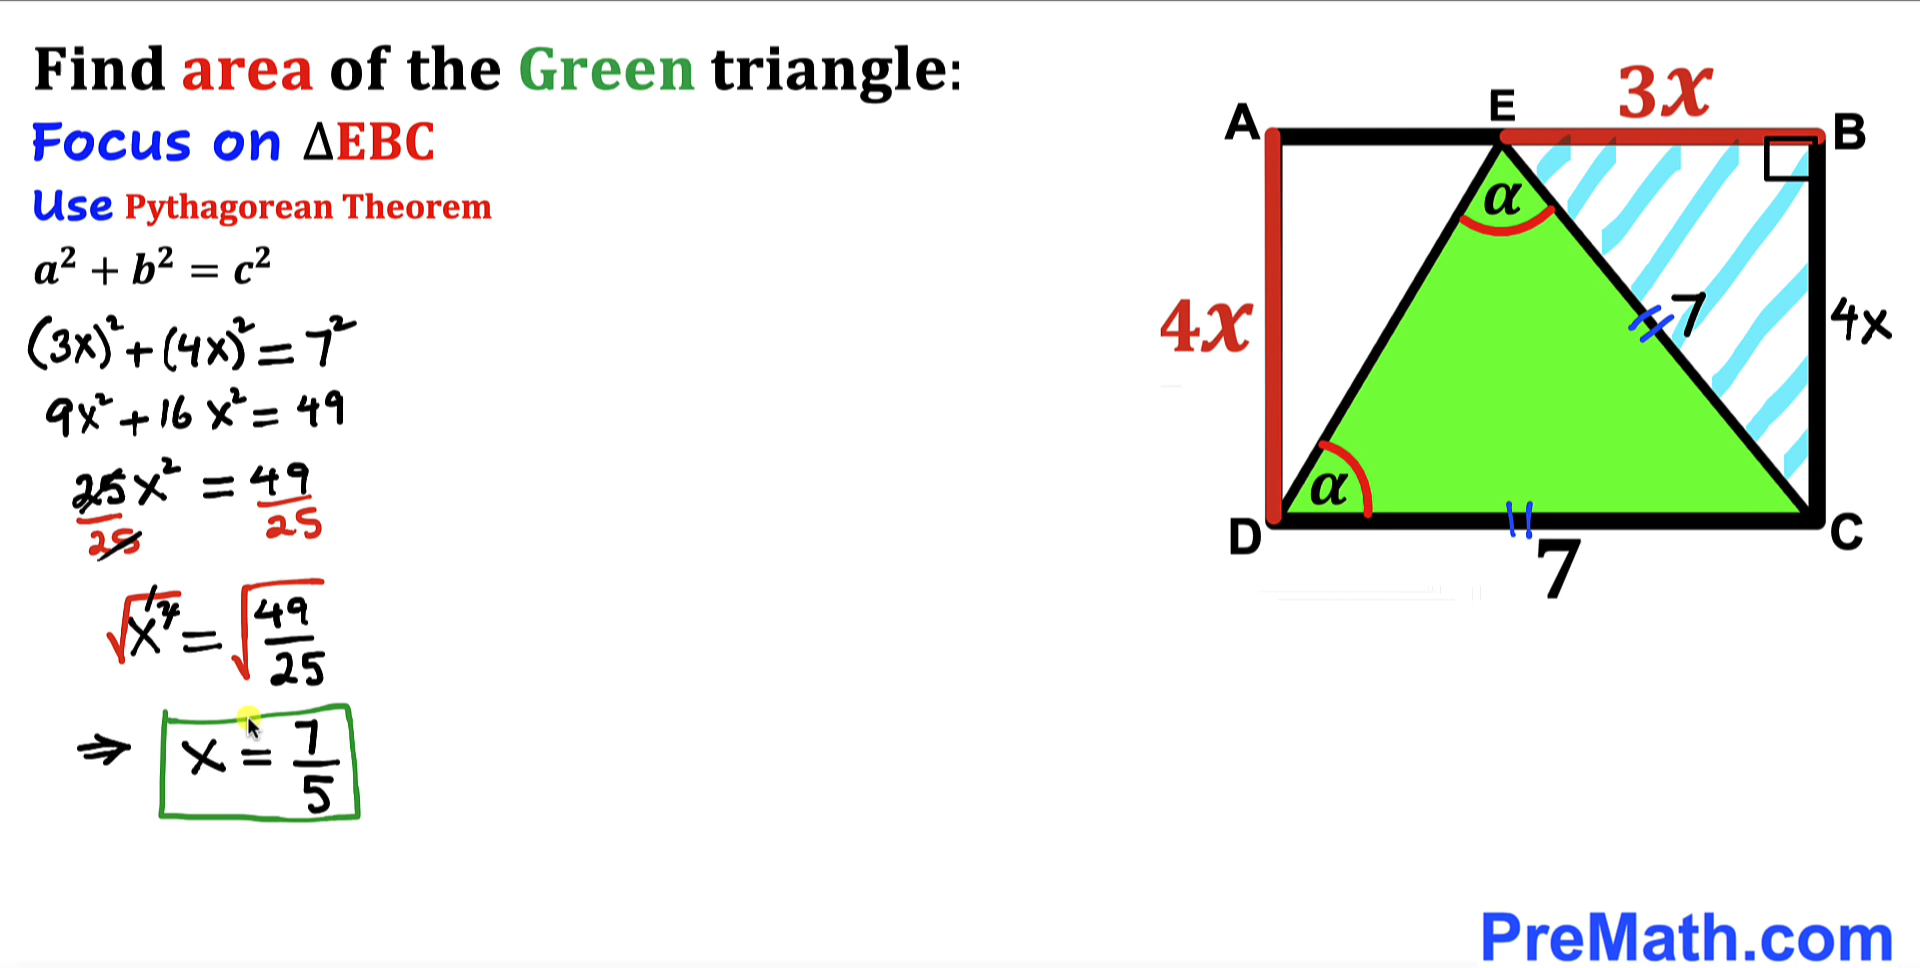 Find area of the Green triangle:
Focus on ΔEBC
Use Pythagorean Theorem
a² + b² = c²
(3x)² + (4x)² = 7²
9x² + 16x² = 49
25x² = 49
25 25
√x² = √49
25
⇒ x = 7
5
E 3x
A B
α
4x 7 4x
α
D C
7
PreMath.com